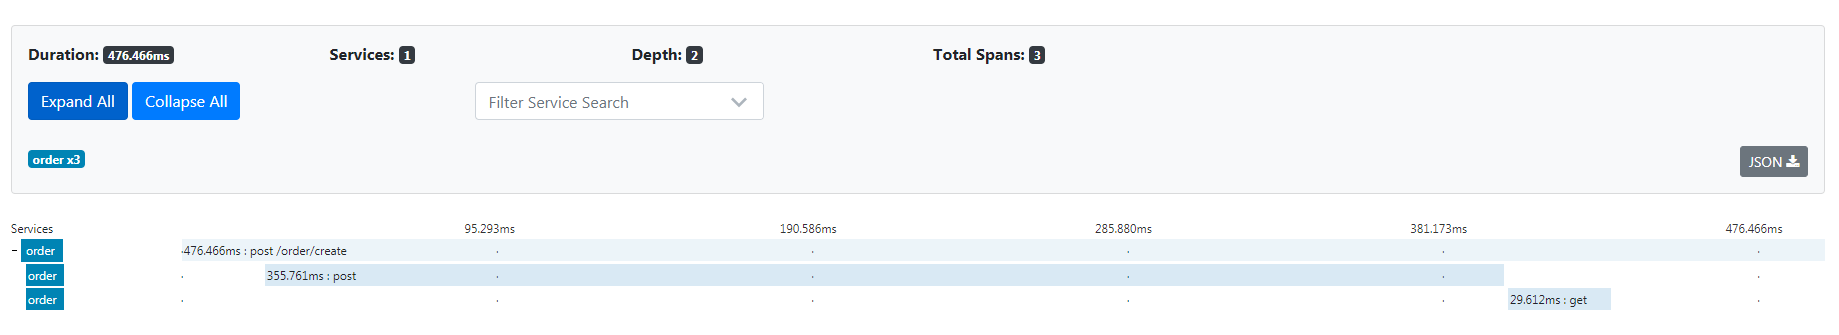 Duration: 476.466ms Services: 1 Depth: 2 Total Spans: 3
Expand All Collapse All Filter Service Search
order x3 JSON
Services 95.293ms 190.586ms 285.880ms 381.173ms 476.466ms
- order 476.466ms : post /order/create
order 355.761ms : post
order 29.612ms : get